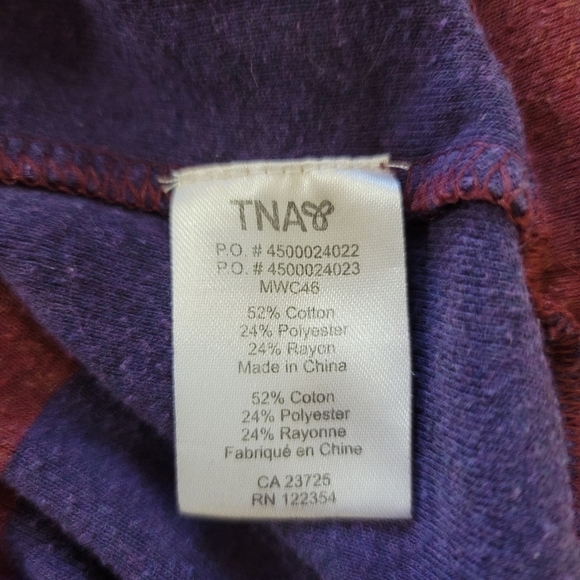 TNA
P.O. # 4500024022
P.O. # 4500024023
MWC46
52% Cotton
24% Polyester
24% Rayon
Made in China
52% Coton
24% Polyester
24% Rayonne
Fabriqué en Chine
CA 23725
RN 122354